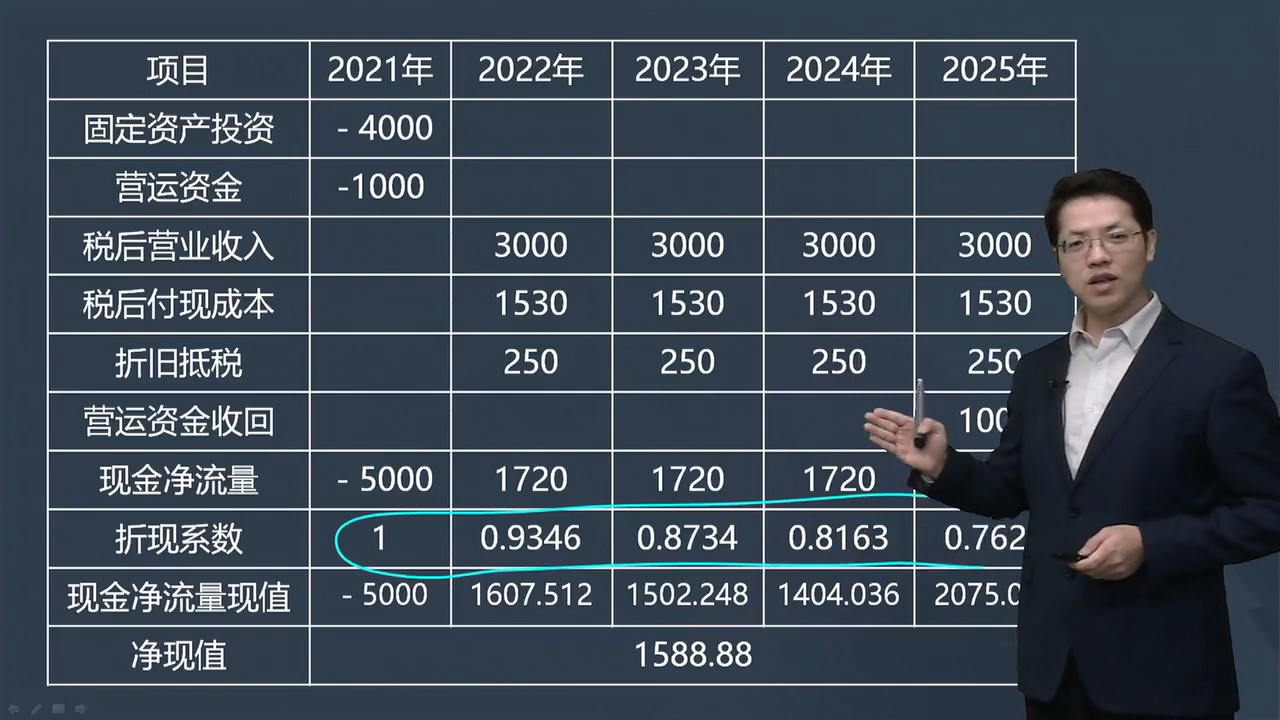 项目 2021年 2022年 2023年 2024年 2025年
固定资产投资 - 4000
营运资金 -1000
税后营业收入 3000 3000 3000 3000
税后付现成本 1530 1530 1530 1530
折旧抵税 250 250 250 250
营运资金收回
现金净流量 - 5000 1720 1720 1720
折现系数 1 0.9346 0.8734 0.8163
现金净流量现值 - 5000 1607.512 1502.248 1404.036
净现值 1588.88